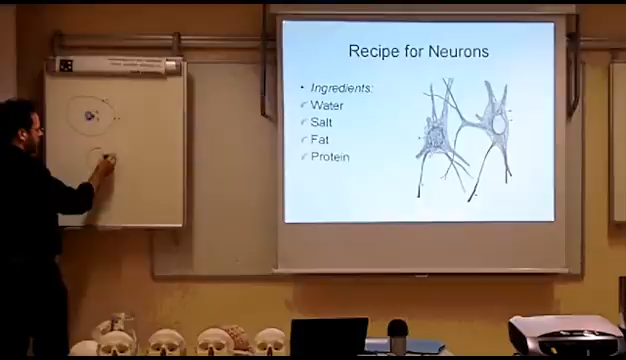 Recipe for Neurons
• Ingredients:
✓ Water
✓ Salt
✓ Fat
✓ Protein